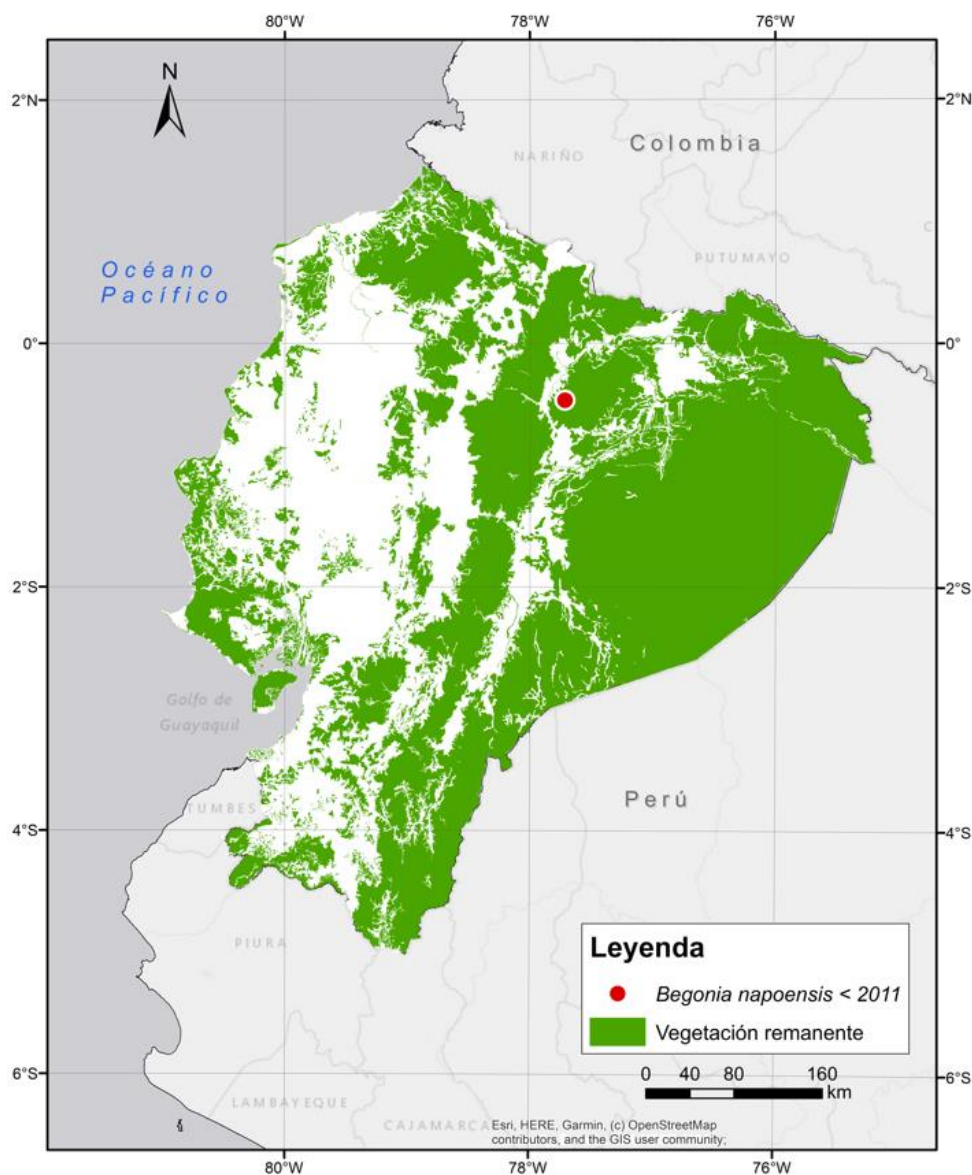 80°W 78°W 76°W
N
2°N 2°N
Colombia
NARIÑO
PUTUMAYO
Océano
Pacífico
0° 0°
2°S 2°S
Golfo de
Guayaquil
TUMBES
Perú
4°S 4°S
PIURA
Leyenda
Begonia napoensis < 2011
Vegetación remanente
0 40 80 160
km
6°S 6°S
LAMBAYEQUE
CAJAMARCA
Esri, HERE, Garmin, (c) OpenStreetMap
contributors, and the GIS user community;
80°W 78°W 76°W